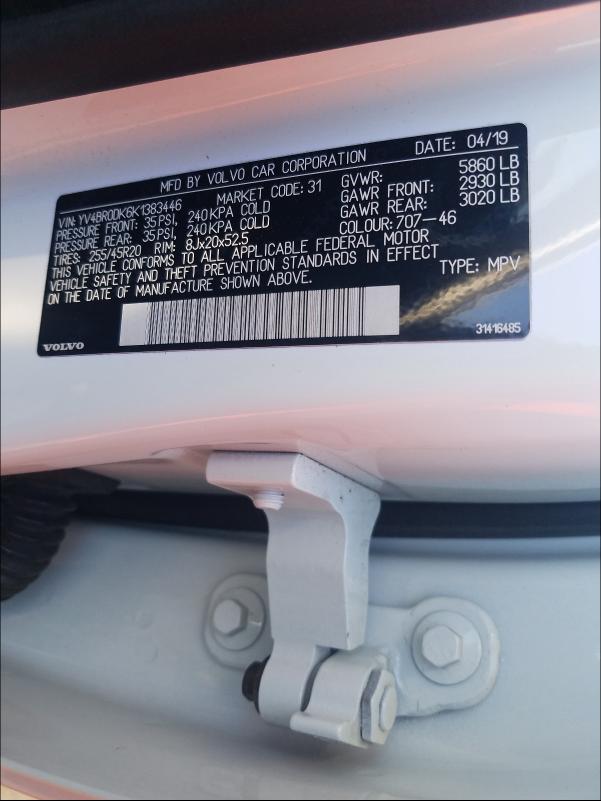 MFD BY VOLVO CAR CORPORATION DATE: 04/19
VIN: YV4BR0DK6K1383446 MARKET CODE: 31 GVWR: 5860 LB
PRESSURE FRONT: 35PSI, 240KPA COLD GAWR FRONT: 2930 LB
PRESSURE REAR: 35PSI, 240KPA COLD GAWR REAR: 3020 LB
TIRES: 255/45R20 RIM: 8Jx20x52.5 COLOUR: 707-46
THIS VEHICLE CONFORMS TO ALL APPLICABLE FEDERAL MOTOR
VEHICLE SAFETY AND THEFT PREVENTION STANDARDS IN EFFECT
ON THE DATE OF MANUFACTURE SHOWN ABOVE. TYPE: MPV
VOLVO 31416485